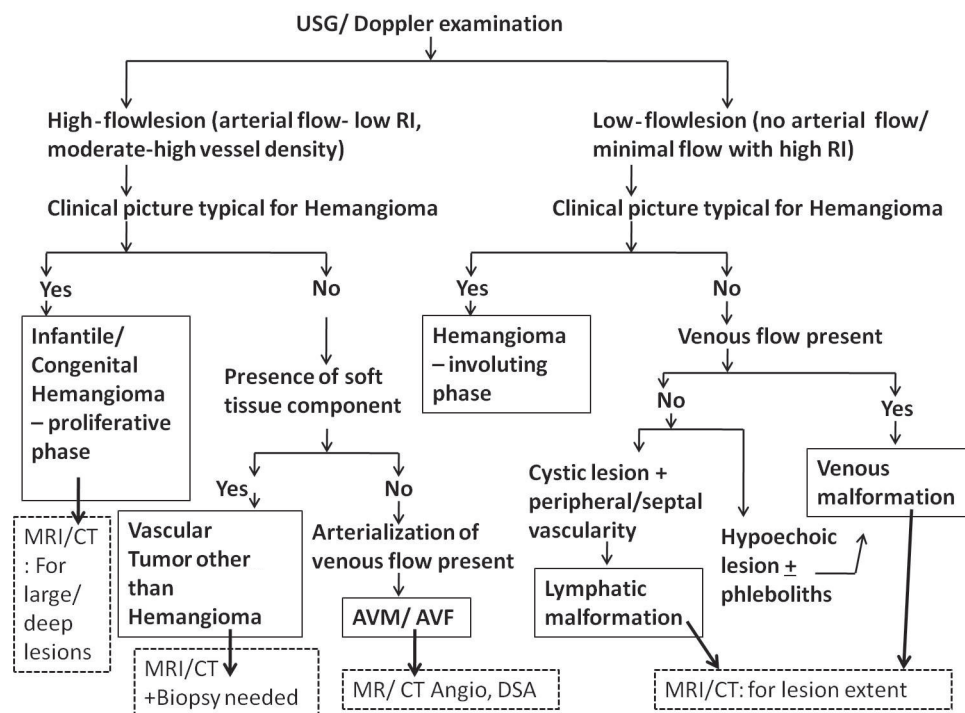 USG/ Doppler examination
High-flowlesion (arterial flow- low RI,
moderate-high vessel density)
Low-flowlesion (no arterial flow/
minimal flow with high RI)
Clinical picture typical for Hemangioma
Clinical picture typical for Hemangioma
Yes
No
Yes
No
Infantile/
Congenital
Hemangioma
– proliferative
phase
Hemangioma
– involuting
phase
Venous flow present
Presence of soft
tissue component
No
Yes
Yes
No
Cystic lesion +
peripheral/septal
vascularity
Venous
malformation
MRI/CT
: For
large/
deep
lesions
Vascular
Tumor other
than
Hemangioma
Arterialization of
venous flow present
Hypoechoic
lesion ±
phleboliths
AVM/ AVF
Lymphatic
malformation
MRI/CT
+Biopsy needed
MR/ CT Angio, DSA
MRI/CT: for lesion extent